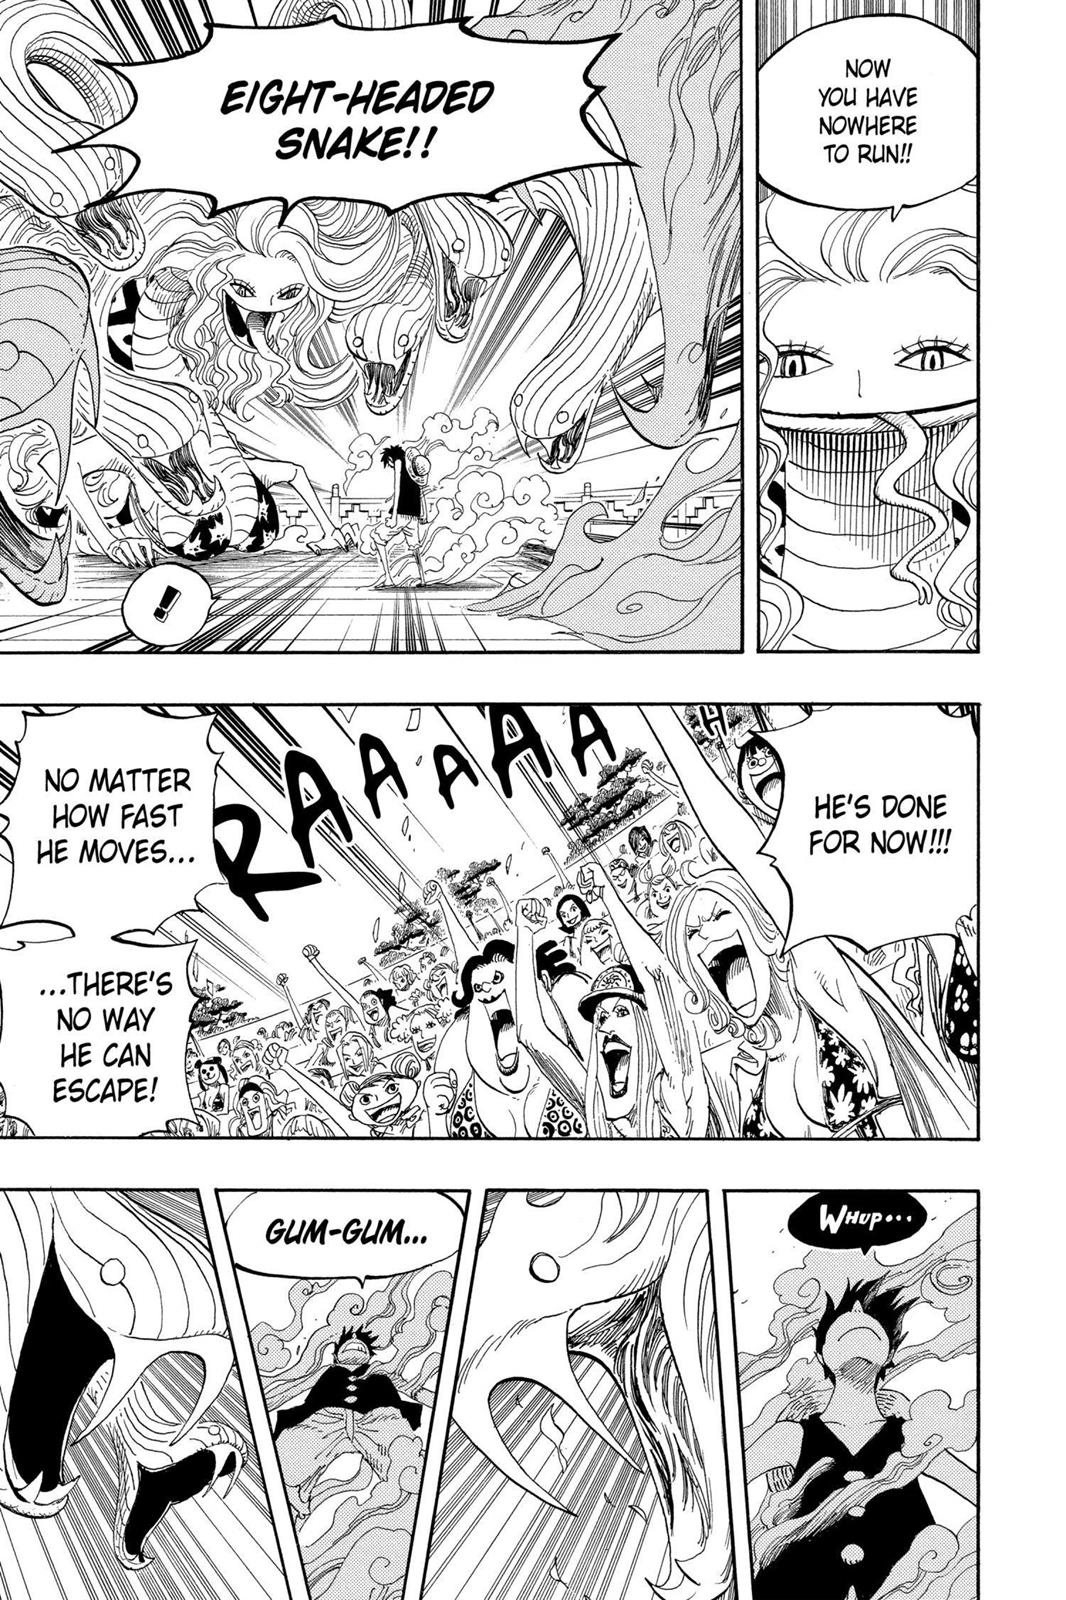 NOW
YOU HAVE
NOWHERE
TO RUN!!
EIGHT-HEADED
SNAKE!!
!
HE'S DONE
FOR NOW!!!
RAAAAAH
NO MATTER
HOW FAST
HE MOVES...
...THERE'S
NO WAY
HE CAN
ESCAPE!
WHUP...
GUM-GUM...